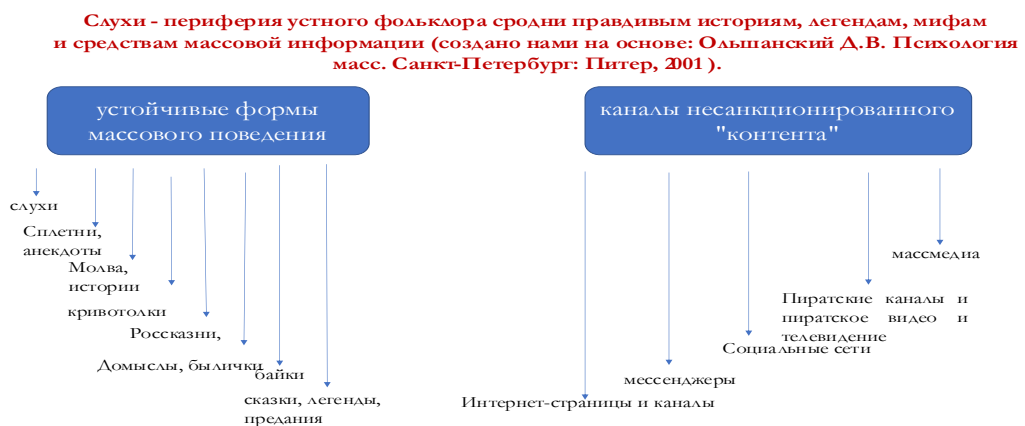 Слухи - периферия устного фольклора сродни правдивым историям, легендам, мифам
и средствам массовой информации (создано нами на основе: Ольшанский Д.В. Психология
масс. Санкт-Петербург: Питер, 2001 ).
устойчивые формы
массового поведения
каналы несанкционированного
"контента"
слухи
Сплетни,
анекдоты
Молва,
истории
кривотолки
Россказни,
Домыслы, былички
байки
сказки, легенды,
предания
массмедиа
Пиратские каналы и
пиратское видео и
телевидение
Социальные сети
мессенджеры
Интернет-страницы и каналы